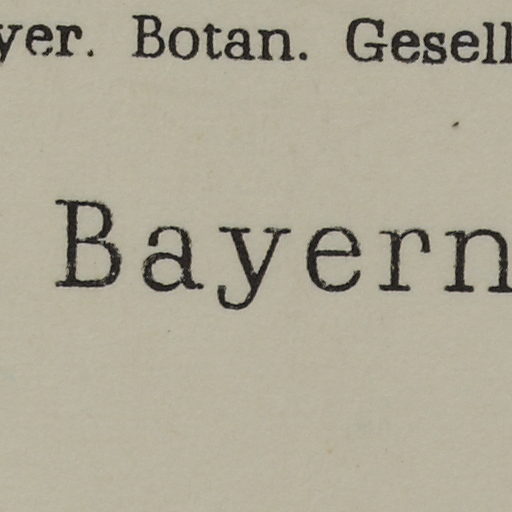 yer. Botan. Gesell
Bayern